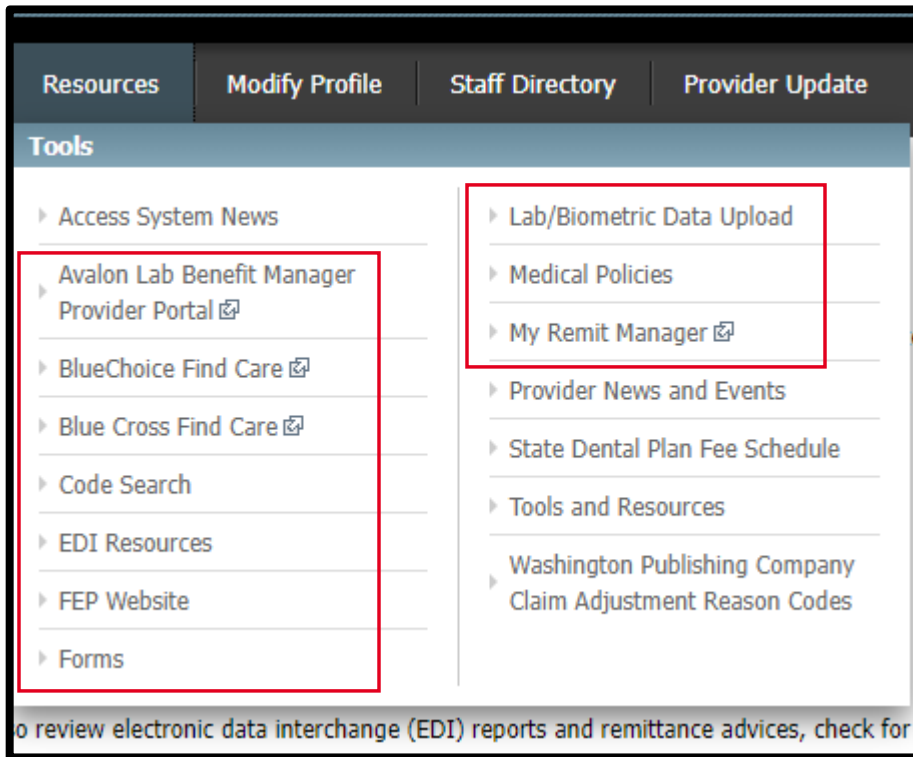 Resources Modify Profile Staff Directory Provider Update
Tools
Access System News
Avalon Lab Benefit Manager
Provider Portal
BlueChoice Find Care
Blue Cross Find Care
Code Search
EDI Resources
FEP Website
Forms
Lab/Biometric Data Upload
Medical Policies
My Remit Manager
Provider News and Events
State Dental Plan Fee Schedule
Tools and Resources
Washington Publishing Company
Claim Adjustment Reason Codes
o review electronic data interchange (EDI) reports and remittance advices, check for